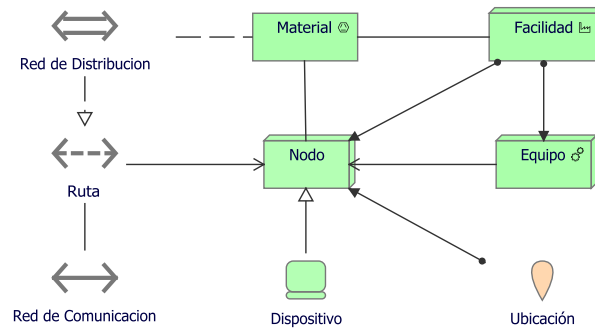 Material
Facilidad
Red de Distribucion
Nodo
Equipo
Ruta
Red de Comunicacion
Dispositivo
Ubicación